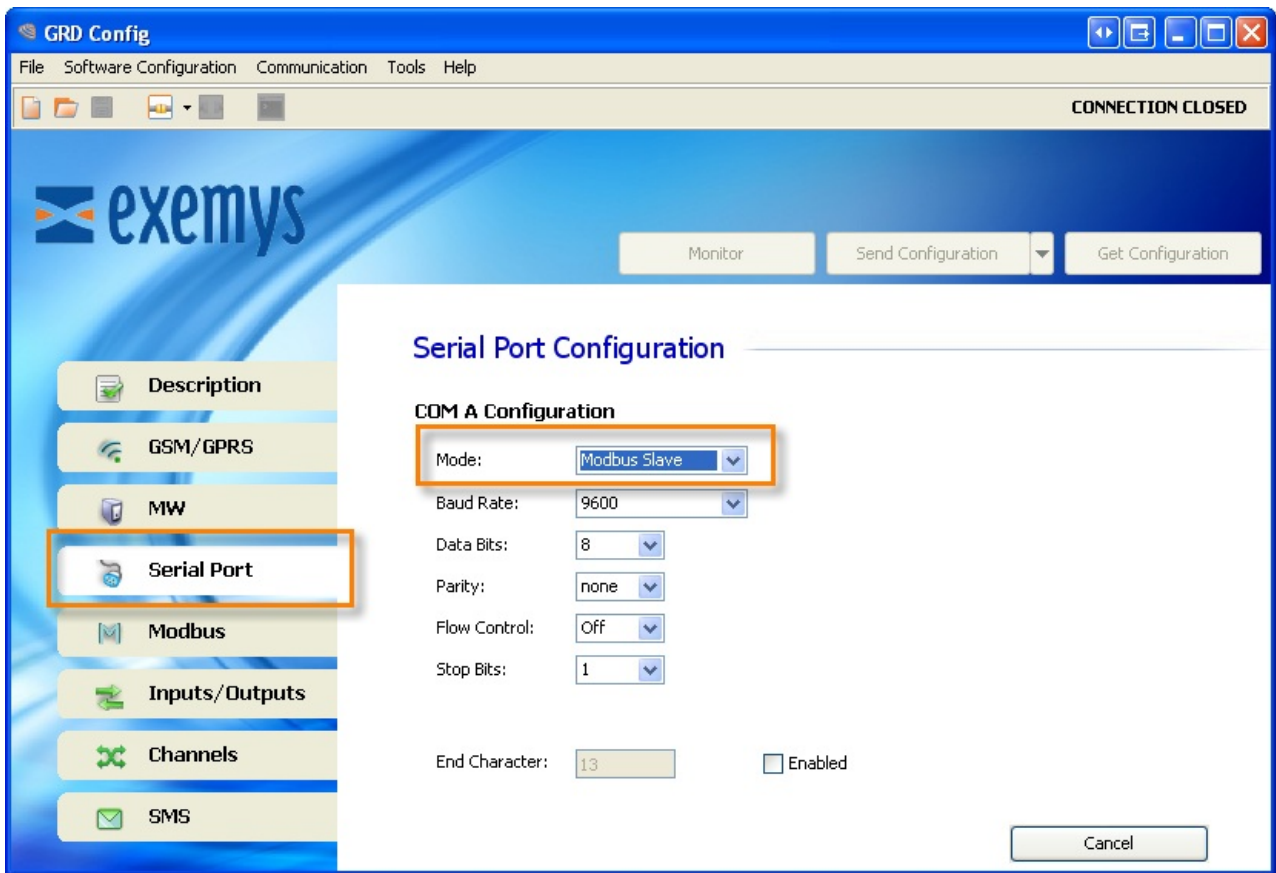 GRD Config
File Software Configuration Communication Tools Help
CONNECTION CLOSED
exemys
Monitor Send Configuration Get Configuration
Serial Port Configuration
Description
GSM/GPRS
MW
Serial Port
Modbus
Inputs/Outputs
Channels
SMS
COM A Configuration
Mode: Modbus Slave
Baud Rate: 9600
Data Bits: 8
Parity: none
Flow Control: Off
Stop Bits: 1
End Character: 13 Enabled
Cancel